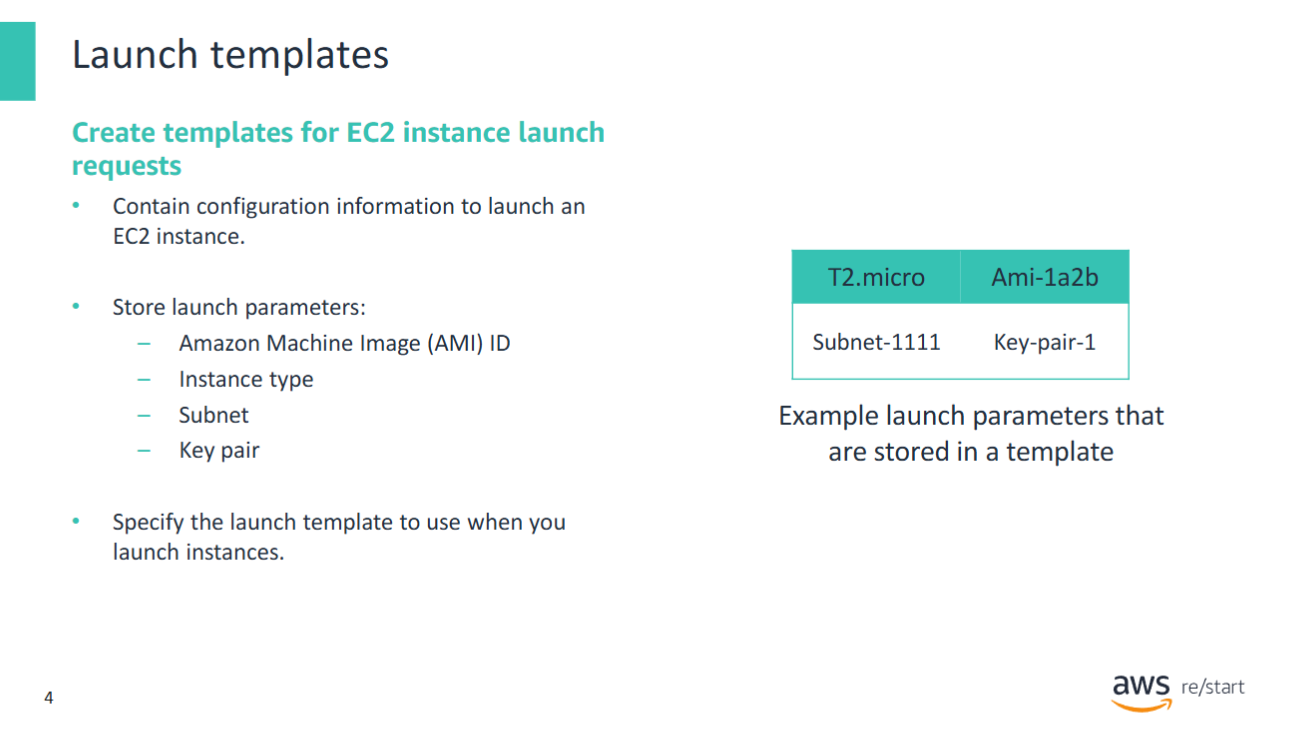 Launch templates
Create templates for EC2 instance launch
requests
• Contain configuration information to launch an
EC2 instance.
• Store launch parameters:
– Amazon Machine Image (AMI) ID
– Instance type
– Subnet
– Key pair
• Specify the launch template to use when you
launch instances.
T2.micro Ami-1a2b
Subnet-1111 Key-pair-1
Example launch parameters that
are stored in a template
4
aws re/start